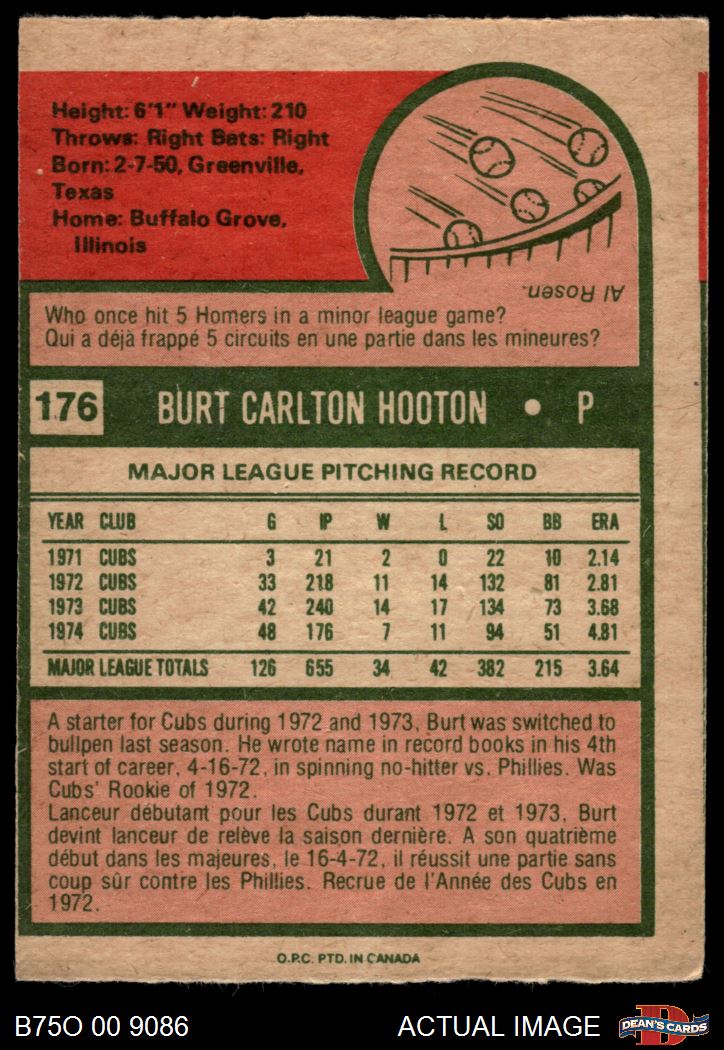 Height: 6'1" Weight: 210
Throws: Right Bats: Right
Born: 2-7-50, Greenville,
Texas
Home: Buffalo Grove,
Illinois
Al Rosen.
Who once hit 5 Homers in a minor league game?
Qui a déjà frappé 5 circuits en une partie dans les mineures?
176 BURT CARLTON HOOTON • P
MAJOR LEAGUE PITCHING RECORD
YEAR CLUB G IP W L SO BB ERA
1971 CUBS 3 21 2 0 22 10 2.14
1972 CUBS 33 218 11 14 132 81 2.81
1973 CUBS 42 240 14 17 134 73 3.68
1974 CUBS 48 176 7 11 94 51 4.81
MAJOR LEAGUE TOTALS 126 655 34 42 382 215 3.64
A starter for Cubs during 1972 and 1973, Burt was switched to
bullpen last season. He wrote name in record books in his 4th
start of career, 4-16-72, in spinning no-hitter vs. Phillies. Was
Cubs' Rookie of 1972.
Lanceur débutant pour les Cubs durant 1972 et 1973, Burt
devint lanceur de relève la saison dernière. A son quatrième
début dans les majeures, le 16-4-72, il réussit une partie sans
coup sûr contre les Phillies. Recrue de l'Année des Cubs en
1972.
O.P.C. PTD. IN CANADA
B75O 00 9086 ACTUAL IMAGE D DEAN'S CARDS